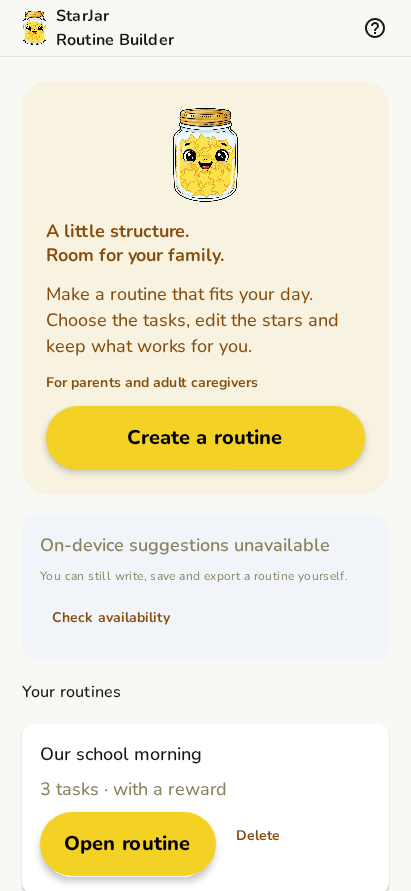 StarJar
Routine Builder
A little structure.
Room for your family.
Make a routine that fits your day.
Choose the tasks, edit the stars and
keep what works for you.
For parents and adult caregivers
Create a routine
On-device suggestions unavailable
You can still write, save and export a routine yourself.
Check availability
Your routines
Our school morning
3 tasks · with a reward
Open routine
Delete